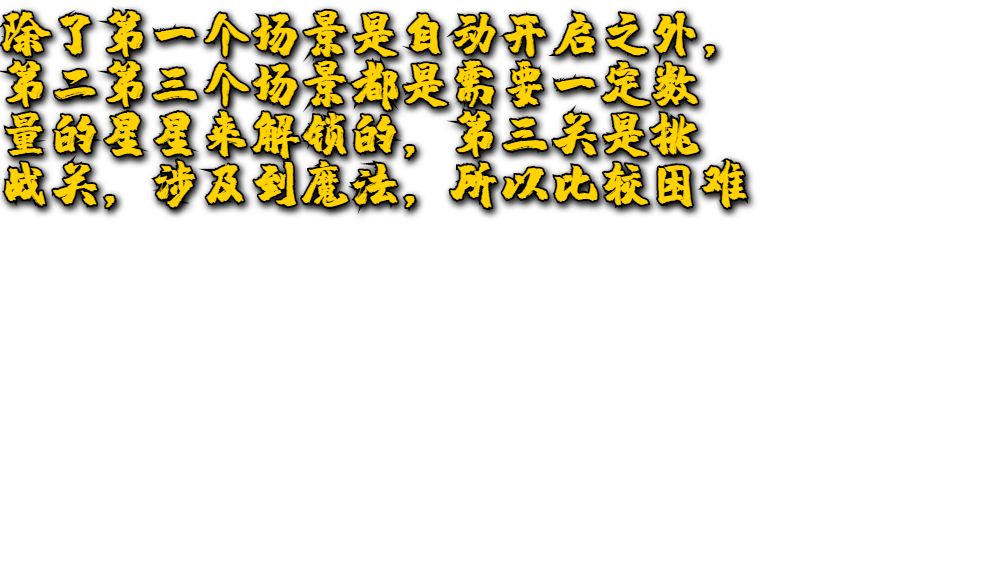 除了第一个场景是自动开启之外，
第二第三个场景都是需要一定数
量的星星来解锁的，第三关是挑
战关，涉及到魔法，所以比较困难